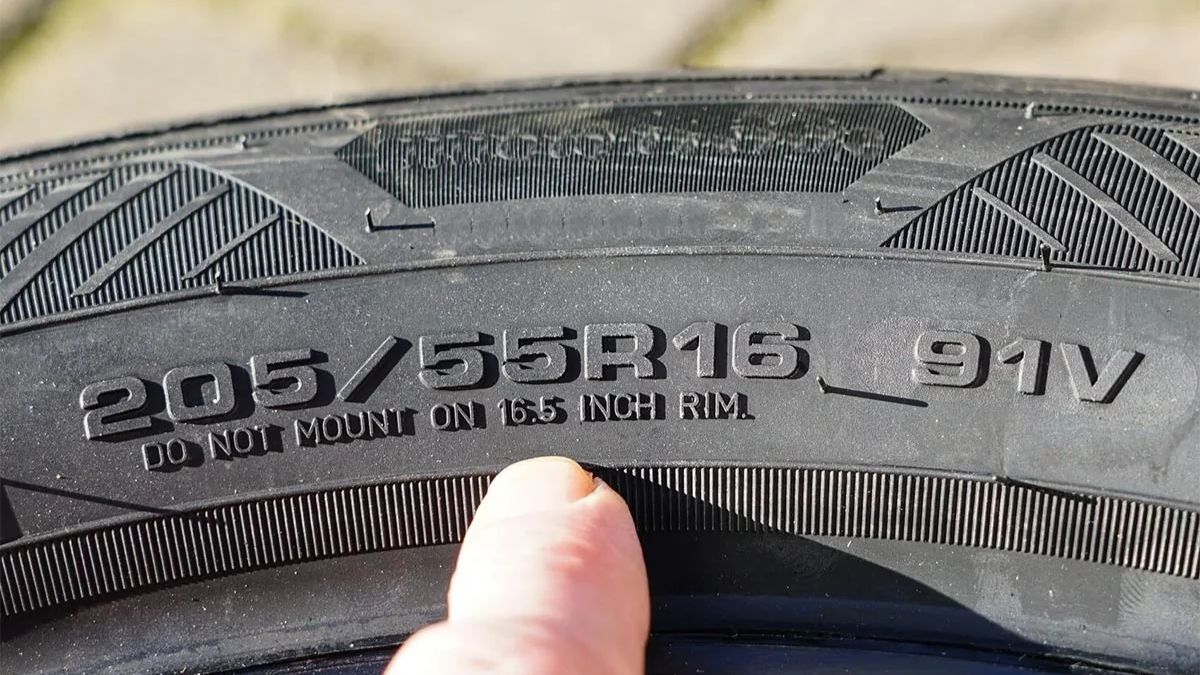 205/55R16 91V
DO NOT MOUNT ON 16.5 INCH RIM.